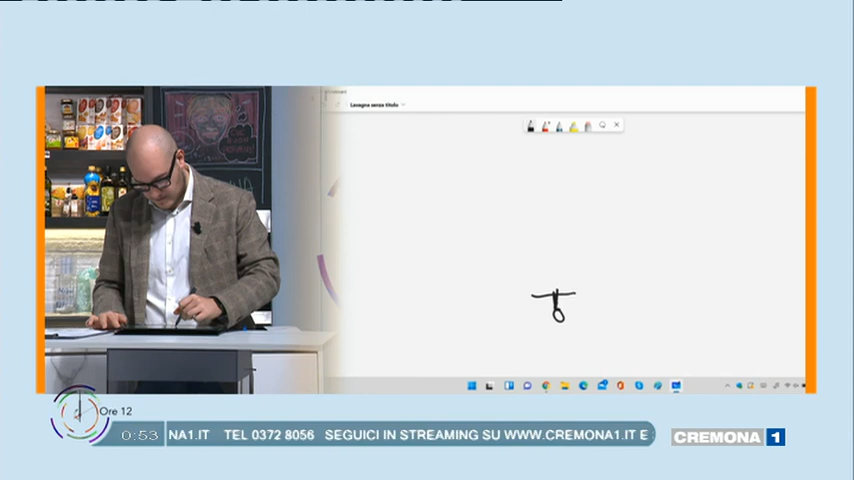 Lavagna senza titolo
Ore 12
0:53
NA1.IT TEL 0372 8056 SEGUICI IN STREAMING SU WWW.CREMONA1.IT E
CREMONA 1